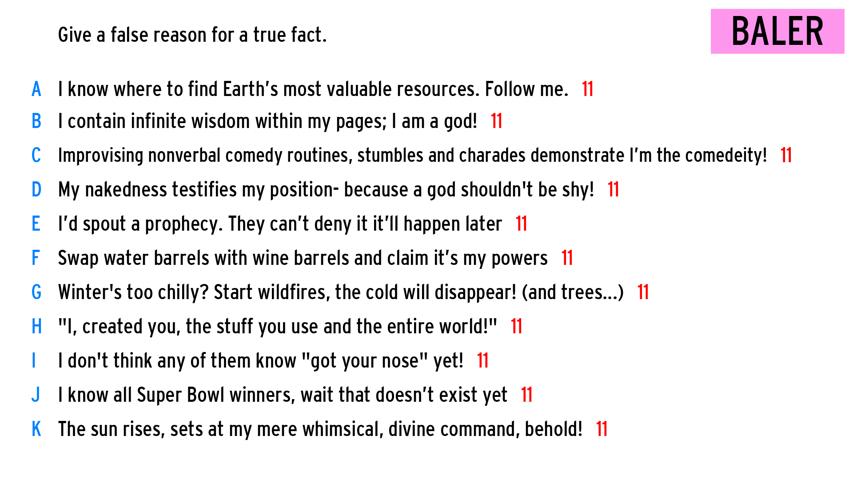 Give a false reason for a true fact.
BALER
A I know where to find Earth's most valuable resources. Follow me. 11
B I contain infinite wisdom within my pages; I am a god! 11
C Improvising nonverbal comedy routines, stumbles and charades demonstrate I'm the comedeity! 11
D My nakedness testifies my position- because a god shouldn't be shy! 11
E I'd spout a prophecy. They can't deny it it'll happen later 11
F Swap water barrels with wine barrels and claim it's my powers 11
G Winter's too chilly? Start wildfires, the cold will disappear! (and trees...) 11
H "I, created you, the stuff you use and the entire world!" 11
I I don't think any of them know "got your nose" yet! 11
J I know all Super Bowl winners, wait that doesn't exist yet 11
K The sun rises, sets at my mere whimsical, divine command, behold! 11